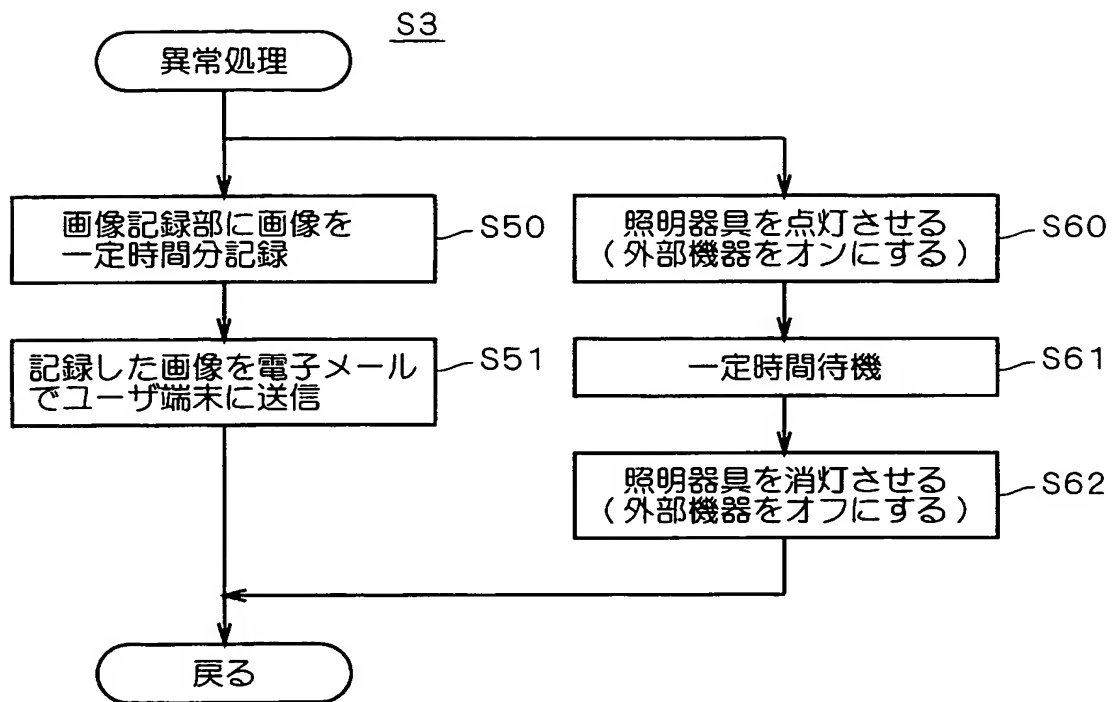 S3
異常処理
画像記録部に画像を
一定時間分記録
S50
記録した画像を電子メール
でユーザ端末に送信
S51
照明器具を点灯させる
(外部機器をオンにする)
S60
一定時間待機
S61
照明器具を消灯させる
(外部機器をオフにする)
S62
戻る